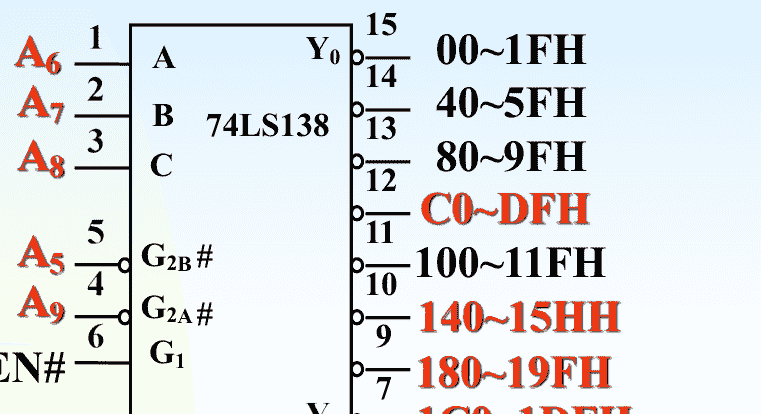 15
1
A6 A Y0 00~1FH
14
2
A7 B 74LS138 40~5FH
13
3
A8 C 80~9FH
12
C0~DFH
11
5
A5 G2B# 100~11FH
10
4
A9 G2A# 140~15HH
9
6
EN# G1 180~19FH
7